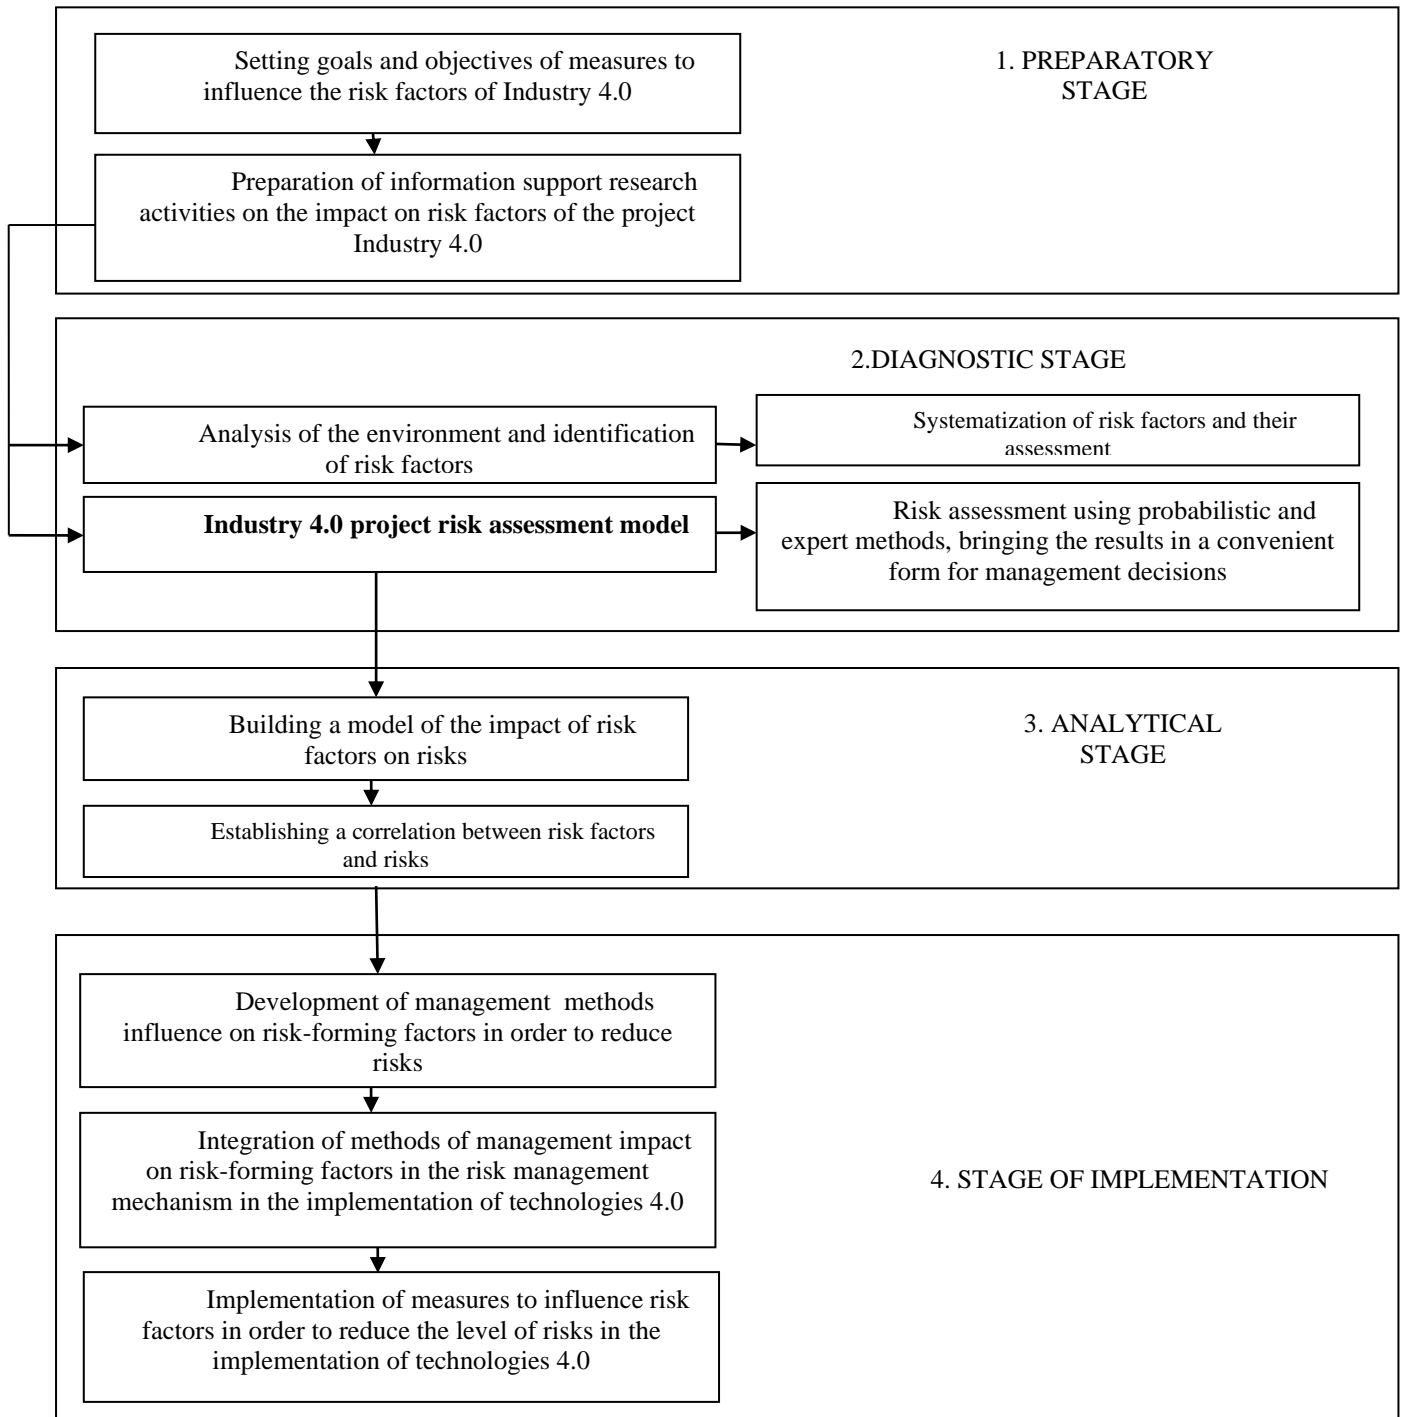 Setting goals and objectives of measures to
influence the risk factors of Industry 4.0
1. PREPARATORY
STAGE
Preparation of information support research
activities on the impact on risk factors of the project
Industry 4.0
2.DIAGNOSTIC STAGE
Analysis of the environment and identification
of risk factors
Systematization of risk factors and their
assessment
Industry 4.0 project risk assessment model
Risk assessment using probabilistic and
expert methods, bringing the results in a convenient
form for management decisions
Building a model of the impact of risk
factors on risks
3. ANALYTICAL
STAGE
Establishing a correlation between risk factors
and risks
Development of management methods
influence on risk-forming factors in order to reduce
risks
Integration of methods of management impact
on risk-forming factors in the risk management
mechanism in the implementation of technologies 4.0
4. STAGE OF IMPLEMENTATION
Implementation of measures to influence risk
factors in order to reduce the level of risks in the
implementation of technologies 4.0